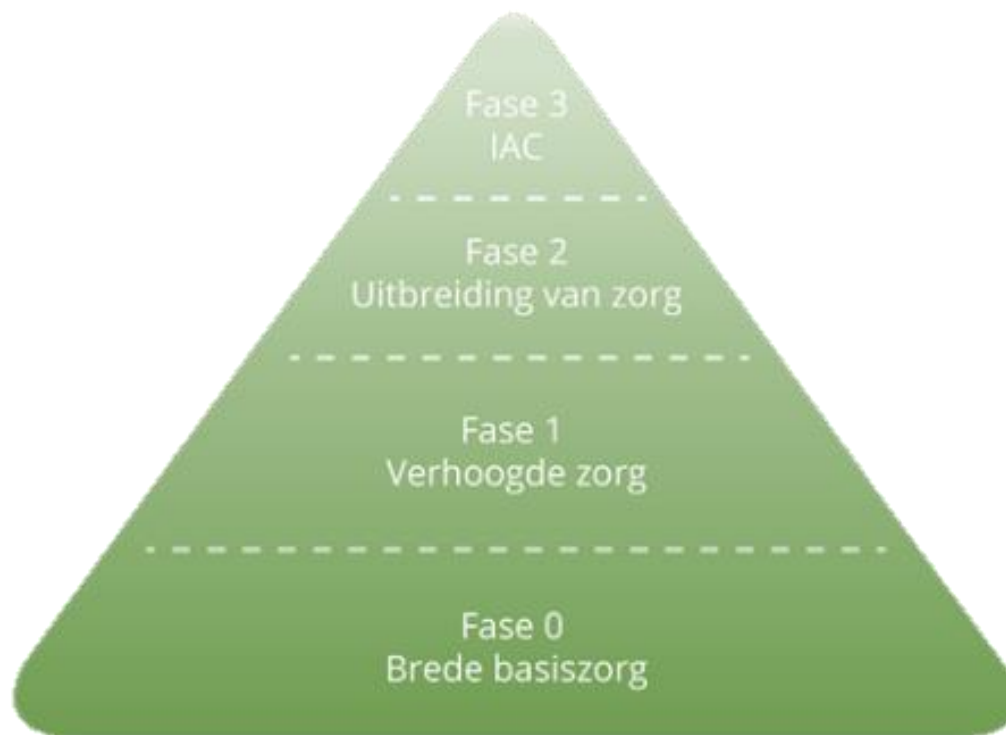 Fase 3
IAC
Fase 2
Uitbreiding van zorg
Fase 1
Verhoogde zorg
Fase 0
Brede basiszorg